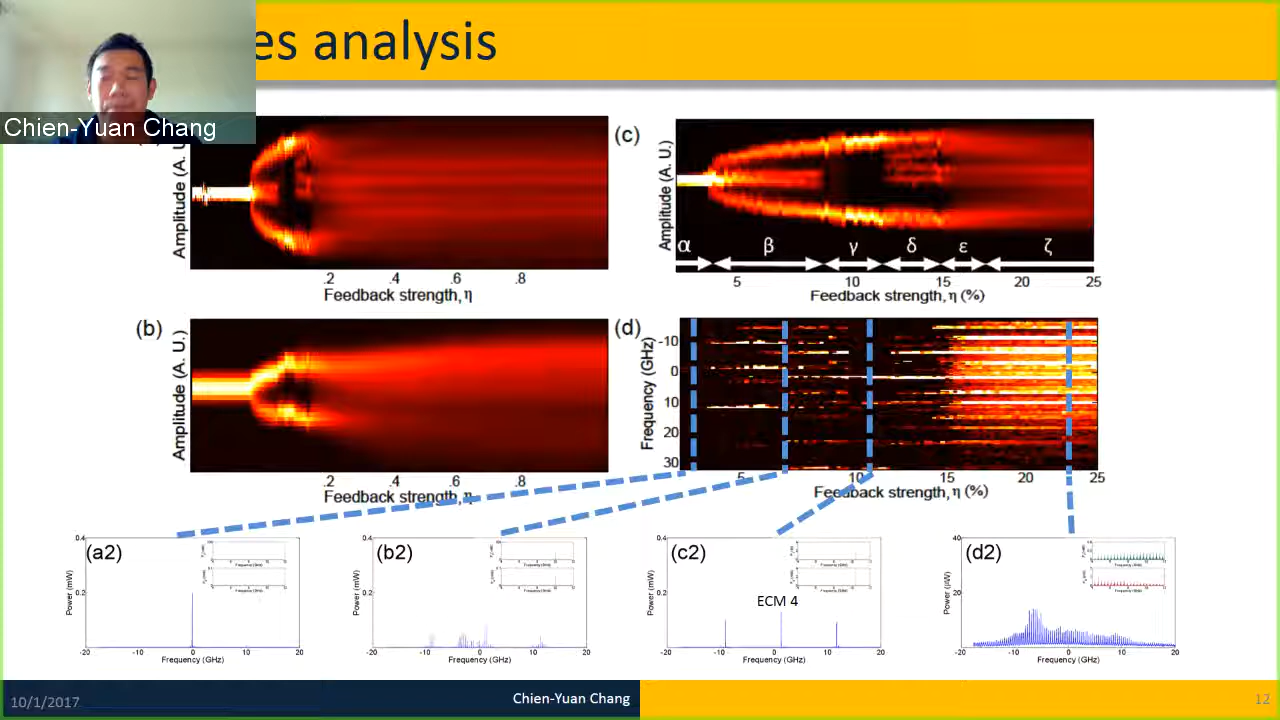 es analysis
Chien-Yuan Chang
Amplitude (A. U.)
.2 .4 .6 .8
Feedback strength, η
(c)
Amplitude (A. U.)
α β γ δ ε ζ
5 10 15 20 25
Feedback strength, η (%)
(b)
Amplitude (A. U.)
.2 .4 .6 .8
Feedback strength, η
(d)
Frequency (GHz)
-10
0
10
20
30
5 10 15 20 25
Feedback strength, η (%)
(a2)
Power (mW)
0.4
0.2
-20 -10 0 10 20
Frequency (GHz)
(b2)
Power (mW)
0.4
0.2
-20 -10 0 10 20
Frequency (GHz)
(c2)
ECM 4
Power (mW)
0.4
0.2
-20 -10 0 10 20
Frequency (GHz)
(d2)
40
20
-20 -10 0 10 20
Frequency (GHz)
10/1/2017
Chien-Yuan Chang
12